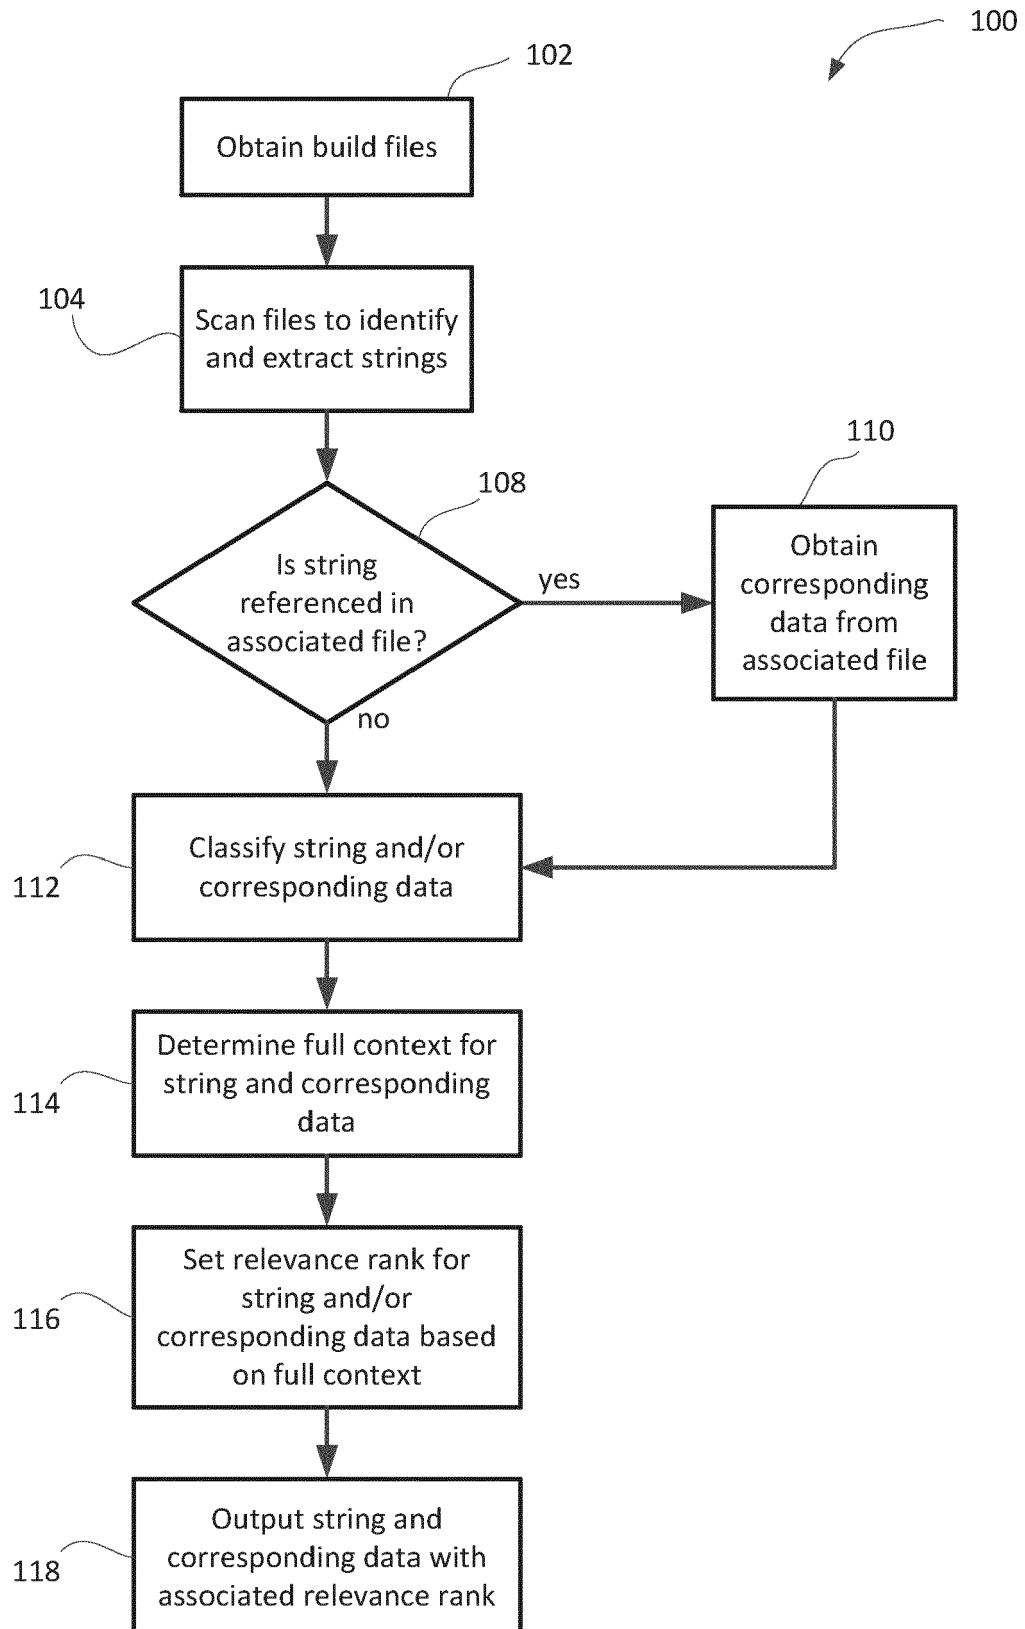 100
102
Obtain build files
104
Scan files to identify
and extract strings
108
110
Is string
referenced in
associated file?
yes
no
Obtain
corresponding
data from
associated file
112
Classify string and/or
corresponding data
114
Determine full context for
string and corresponding
data
116
Set relevance rank for
string and/or
corresponding data based
on full context
118
Output string and
corresponding data with
associated relevance rank